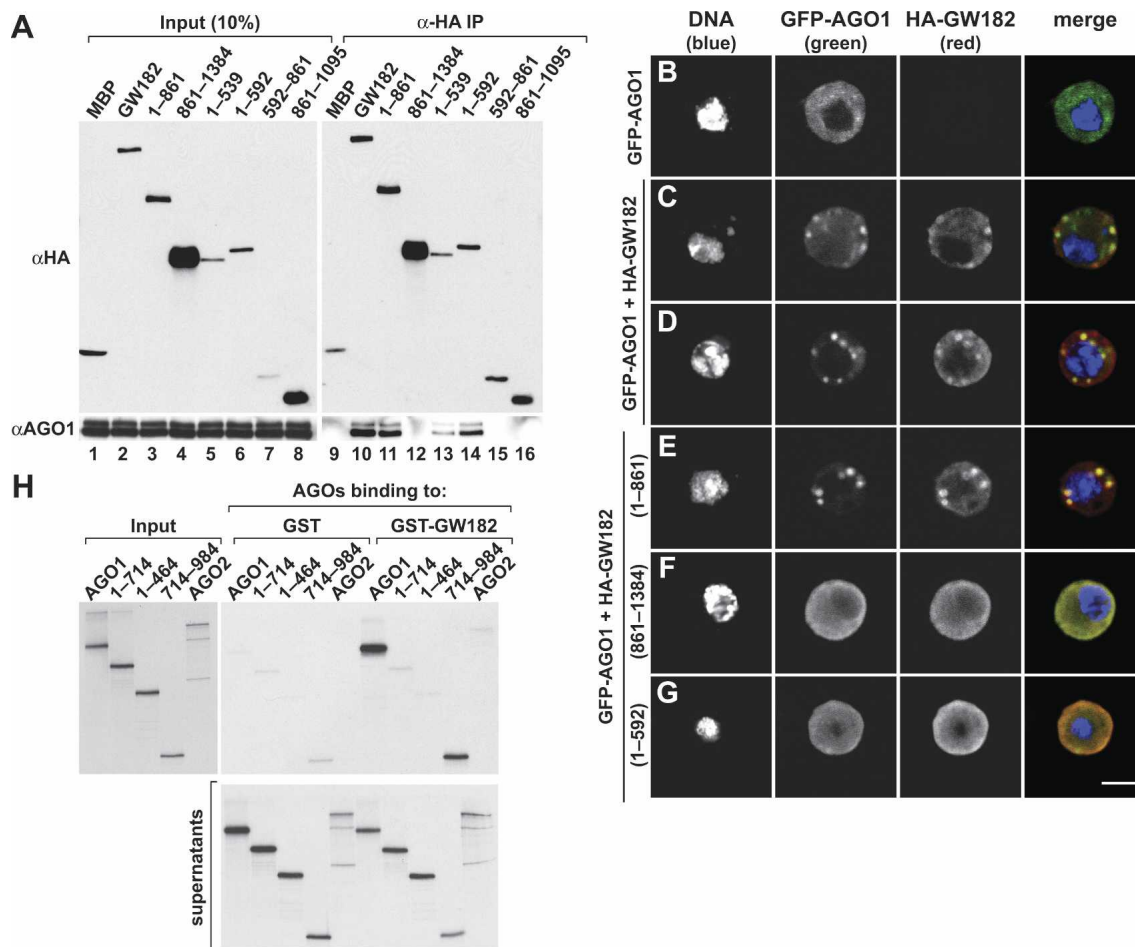 A
Input (10%)
α-HA IP
MBP
GW182
1–861
861–1384
1–539
1–592
592–861
861–1095
MBP
GW182
1–861
861–1384
1–539
1–592
592–861
861–1095
αHA
αAGO1
1 2 3 4 5 6 7 8 9 10 11 12 13 14 15 16
DNA
(blue)
GFP-AGO1
(green)
HA-GW182
(red)
merge
B
GFP-AGO1
C
D
GFP-AGO1 + HA-GW182
E
(1–861)
F
(861–1384)
G
(1–592)
GFP-AGO1 + HA-GW182
H
AGOs binding to:
Input
GST
GST-GW182
AGO1
1–714
1–464
714–984
AGO2
AGO1
1–714
1–464
714–984
AGO2
AGO1
1–714
1–464
714–984
AGO2
supernatants